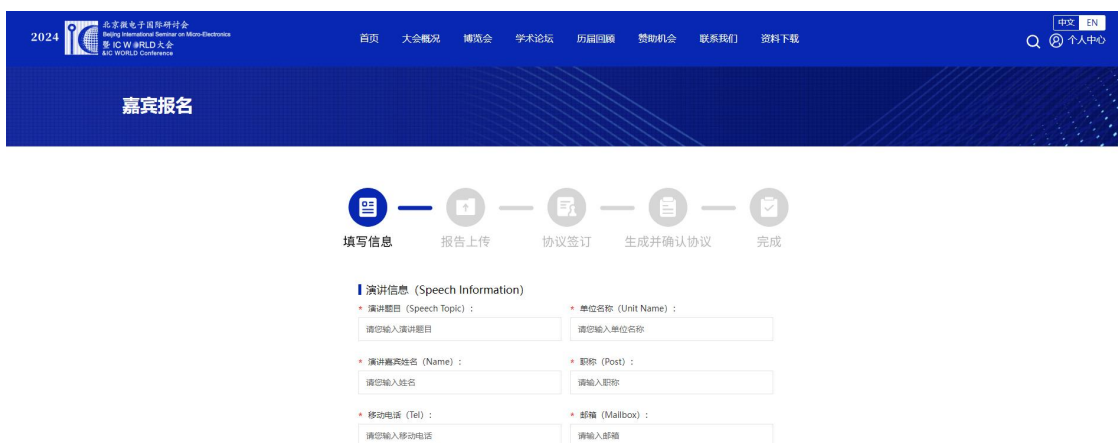 2024
北京微电子国际研讨会
Beijing International Seminar on Micro-Electronics
暨 IC WORLD大会
&IC WORLD Conference
首页 大会概况 博览会 学术论坛 历届回顾 赞助机会 联系我们 资料下载
中文 EN
个人中心
嘉宾报名
填写信息 报告上传 协议签订 生成并确认协议 完成
演讲信息（Speech Information）
* 演讲题目（Speech Topic）: * 单位名称（Unit Name）:
请您输入演讲题目 请您输入单位名称
* 演讲嘉宾姓名（Name）: * 职称（Post）:
请您输入姓名 请输入职称
* 移动电话（Tel）: * 邮箱（Mailbox）:
请您输入移动电话 请输入邮箱